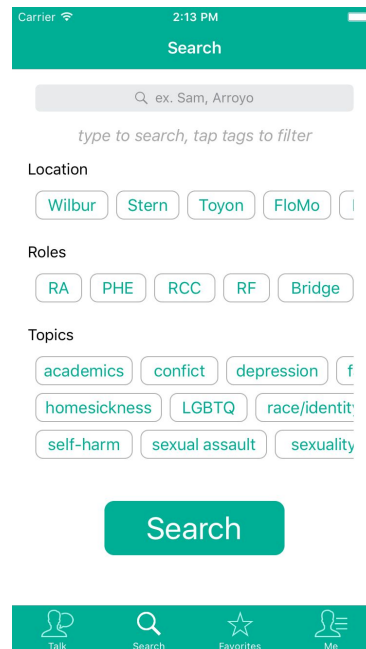 Carrier 2:13 PM
Search
ex. Sam, Arroyo
type to search, tap tags to filter
Location
Wilbur Stern Toyon FloMo
Roles
RA PHE RCC RF Bridge
Topics
academics confict depression f
homesickness LGBTQ race/identity
self-harm sexual assault sexuality
Search
Talk Search Favorites Me